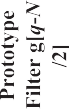 Prototype
Filter g[q-N
/2]